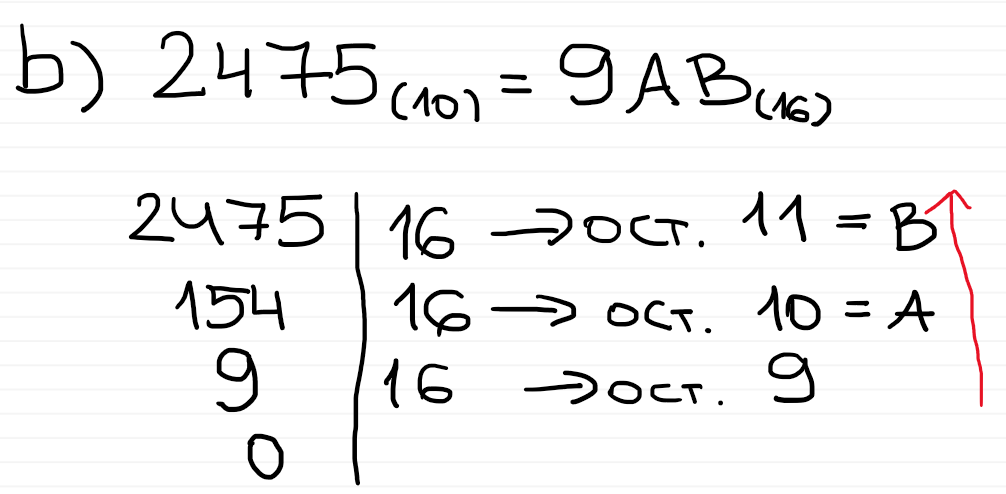 b) 2475(10) = 9AB(16)
2475 | 16 → ост. 11 = B
154 | 16 → ост. 10 = A
9 | 16 → ост. 9
0 |